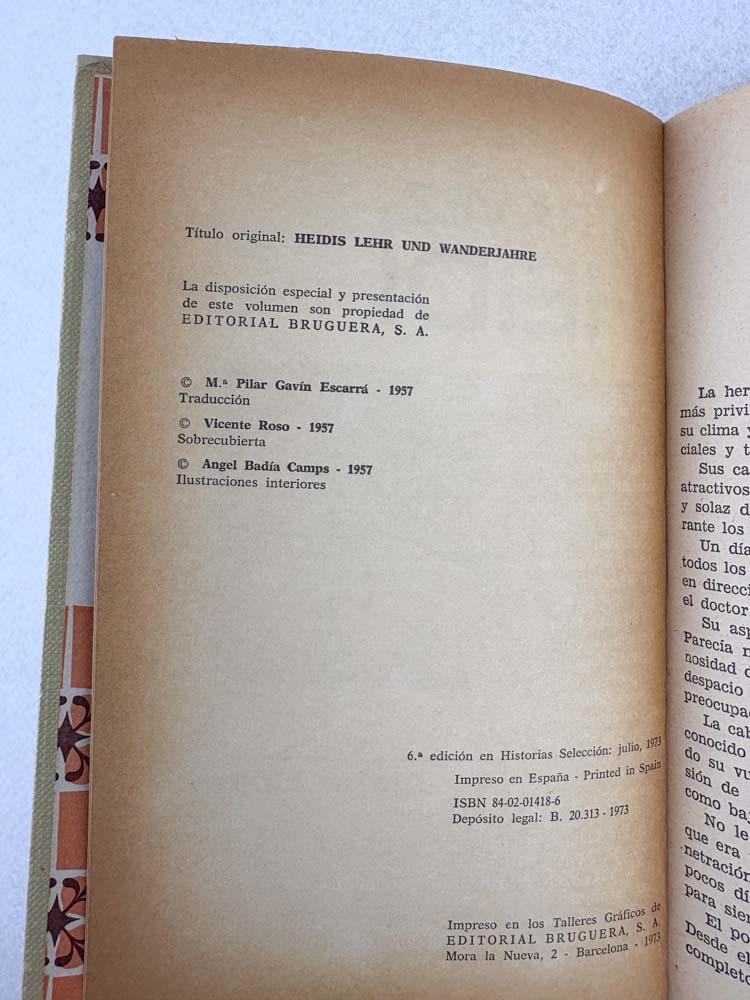 Título original: HEIDIS LEHR UND WANDERJAHRE
La disposición especial y presentación
de este volumen son propiedad de
EDITORIAL BRUGUERA, S. A.
© M.ª Pilar Gavín Escarrá - 1957
Traducción
© Vicente Roso - 1957
Sobrecubierta
© Angel Badía Camps - 1957
Ilustraciones interiores
6.ª edición en Historias Selección: julio, 1973
Impreso en España - Printed in Spain
ISBN 84-02-01418-6
Depósito legal: B. 20.313 - 1973
Impreso en los Talleres Gráficos de
EDITORIAL BRUGUERA, S. A.
Mora la Nueva, 2 - Barcelona - 1973
La her
más privil
su clima y
ciales y t
Sus ca
atractivos
y solaz d
rante los
Un día
todos los
en direcci
el doctor
Su asp
Parecía m
nosidad d
despacio
preocupa
La cab
conocido
do su vu
sión de
como baj
No le
que era
netración
pocos dí
para sier
El po
Desde el
completo